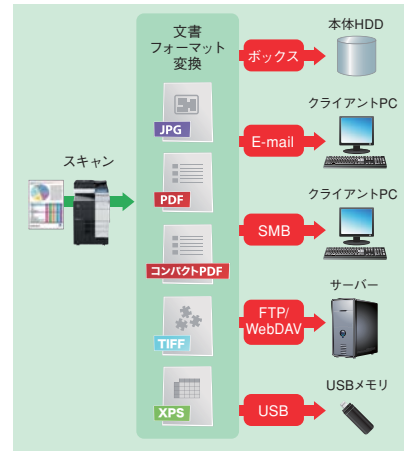 文書
フォーマット
変換
スキャン
JPG
PDF
コンパクトPDF
TIFF
XPS
ボックス
本体HDD
E-mail
クライアントPC
SMB
クライアントPC
FTP/
WebDAV
サーバー
USB
USBメモリ